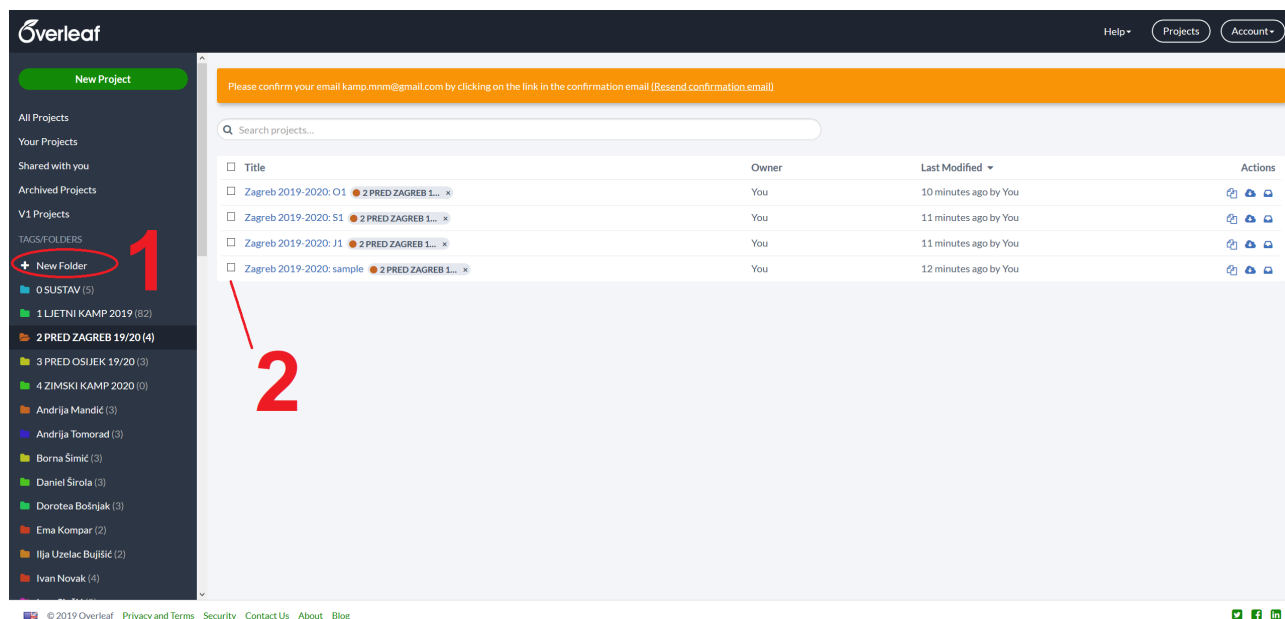 Overleaf
Help
Projects
Account
New Project
All Projects
Your Projects
Shared with you
Archived Projects
V1 Projects
TAGS/FOLDERS
+ New Folder
0 SUSTAV (5)
1 LJETNI KAMP 2019 (82)
2 PRED ZAGREB 19/20 (4)
3 PRED OSIJEK 19/20 (3)
4 ZIMSKI KAMP 2020 (0)
Andrija Mandić (3)
Andrija Tomorad (3)
Borna Šimić (3)
Daniel Širola (3)
Dorotea Bošnjak (3)
Ema Kompar (2)
Ilja Uzelac Bujišić (2)
Ivan Novak (4)
1
Please confirm your email kamp.mnm@gmail.com by clicking on the link in the confirmation email (Resend confirmation email)
Search projects...
Title Owner Last Modified Actions
Zagreb 2019-2020: O1 2 PRED ZAGREB 1... × You 10 minutes ago by You
Zagreb 2019-2020: S1 2 PRED ZAGREB 1... × You 11 minutes ago by You
Zagreb 2019-2020: J1 2 PRED ZAGREB 1... × You 11 minutes ago by You
Zagreb 2019-2020: sample 2 PRED ZAGREB 1... × You 12 minutes ago by You
2
© 2019 Overleaf Privacy and Terms Security Contact Us About Blog